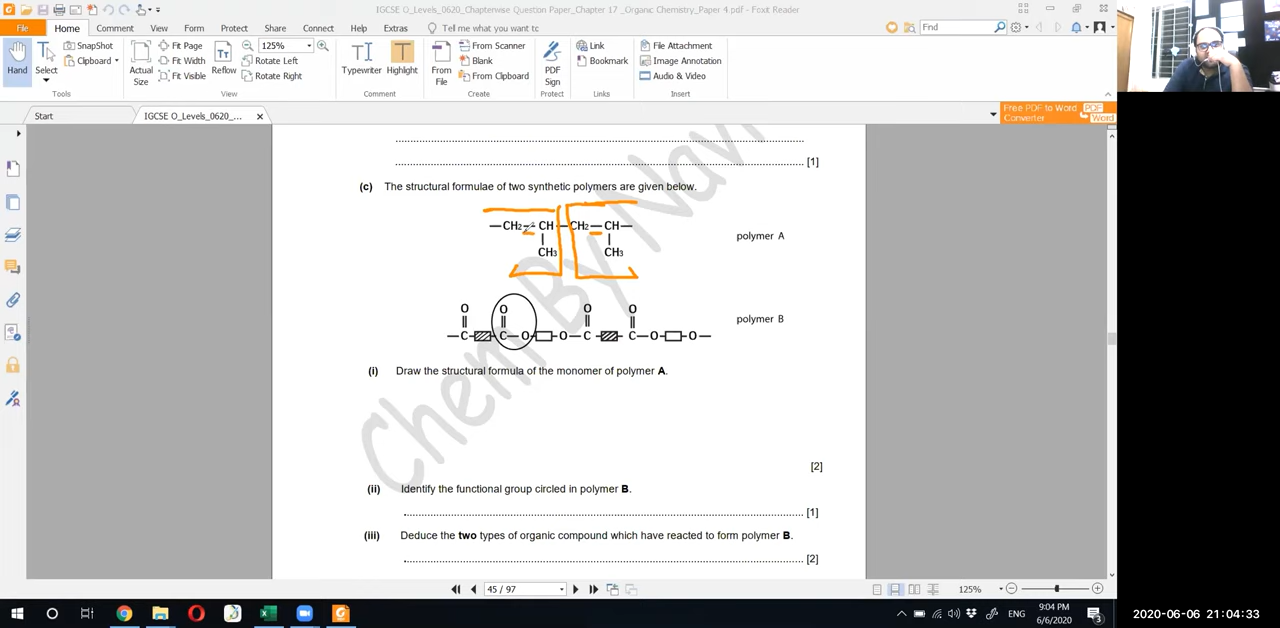 IGCSE O_Levels_0620_Chapterwise Question Paper_Chapter 17 _Organic Chemistry_Paper 4.pdf - Foxit Reader
File Home Comment View Form Protect Share Connect Help Extras Tell me what you want... Find
Hand Select SnapShot Clipboard Actual Size Fit Page Fit Width Fit Visible Reflow 125% Rotate Left Rotate Right Typewriter Highlight From File From Scanner Blank From Clipboard PDF Sign Link Bookmark File Attachment Image Annotation Audio & Video
Tools View Comment Create Protect Links Insert
Start IGCSE O_Levels_0620_... Free PDF to Word Converter PDF Word
[1]
(c) The structural formulae of two synthetic polymers are given below.
—CH2—CH—CH2—CH—
CH3 CH3
polymer A
O O O O
—C C—O O—C C—O O—
polymer B
(i) Draw the structural formula of the monomer of polymer A.
[2]
(ii) Identify the functional group circled in polymer B.
[1]
(iii) Deduce the two types of organic compound which have reacted to form polymer B.
[2]
Chem By Navi
45 / 97 125%
ENG 9:04 PM 6/6/2020 3
2020-06-06 21:04:33